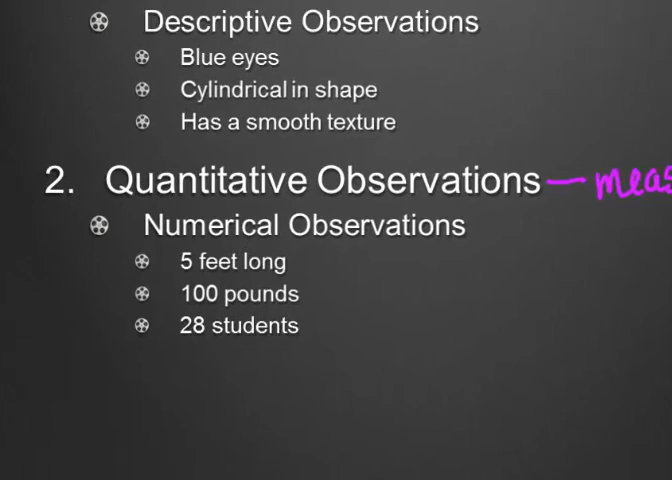 Descriptive Observations
Blue eyes
Cylindrical in shape
Has a smooth texture
2. Quantitative Observations — meas
Numerical Observations
5 feet long
100 pounds
28 students